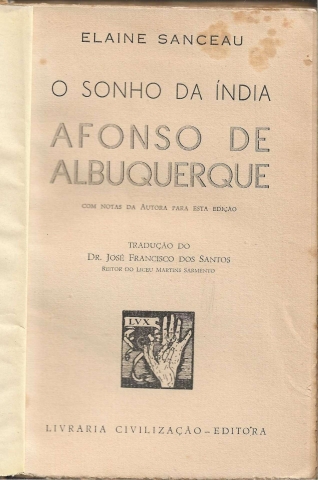 ELAINE SANCEAU
O SONHO DA ÍNDIA
AFONSO DE
ALBUQUERQUE
COM NOTAS DA AUTORA PARA ESTA EDIÇÃO
TRADUÇÃO DO
DR. JOSÉ FRANCISCO DOS SANTOS
REITOR DO LICEU MARTINS SARMENTO
LVX
LIVRARIA CIVILIZAÇÃO-EDITORA